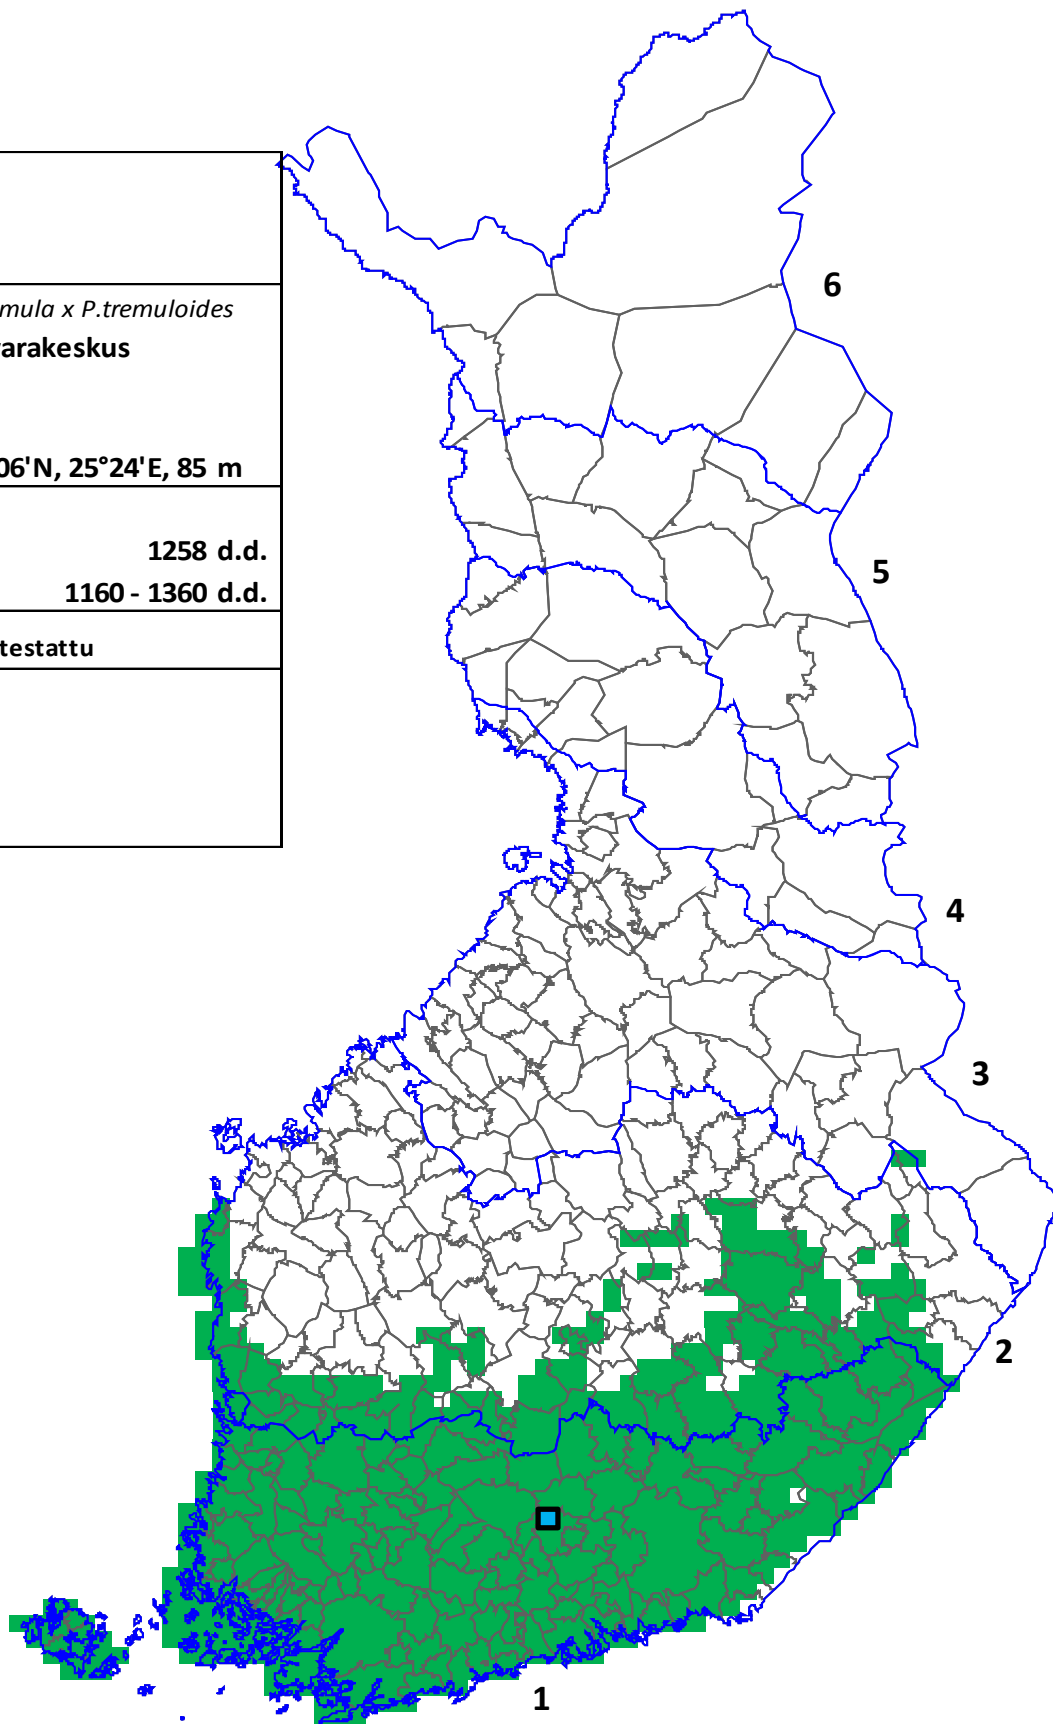 mula x P.tremuloides
arakeskus
06'N, 25°24'E, 85 m
1258 d.d.
1160 - 1360 d.d.
testattu
6
5
4
3
2
1